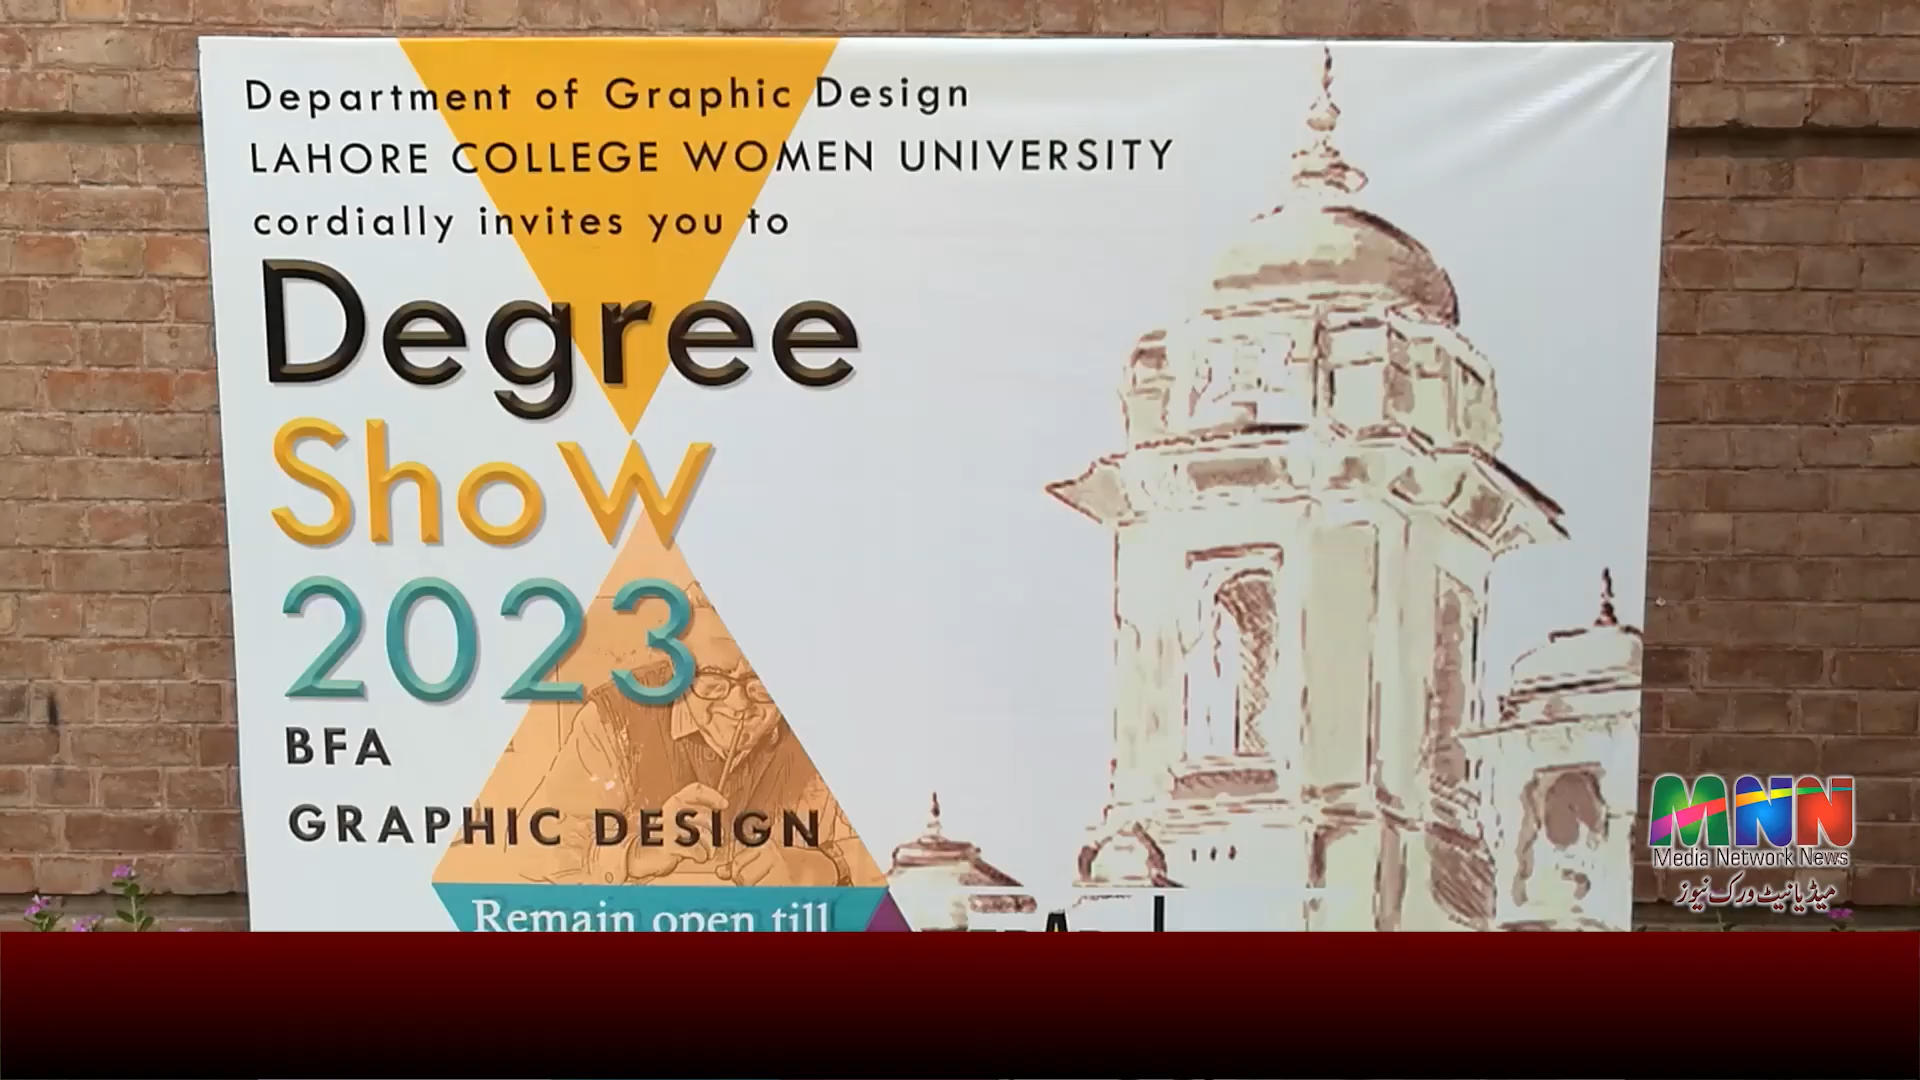 Department of Graphic Design
LAHORE COLLEGE WOMEN UNIVERSITY
cordially invites you to
Degree
Show
2023
BFA
GRAPHIC DESIGN
Remain open till
MNN
Media Network News
میڈیا نیٹ ورک نیوز